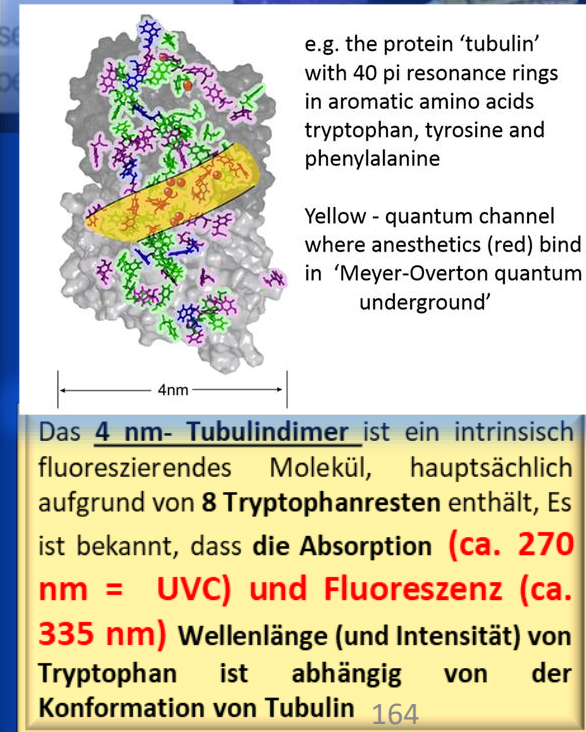 e.g. the protein ‘tubulin’
with 40 pi resonance rings
in aromatic amino acids
tryptophan, tyrosine and
phenylalanine
Yellow - quantum channel
where anesthetics (red) bind
in ‘Meyer-Overton quantum
underground’
4nm
Das 4 nm- Tubulindimer ist ein intrinsisch
fluoreszierendes Molekül, hauptsächlich
aufgrund von 8 Tryptophanresten enthält, Es
ist bekannt, dass die Absorption (ca. 270
nm = UVC) und Fluoreszenz (ca.
335 nm) Wellenlänge (und Intensität) von
Tryptophan ist abhängig von der
Konformation von Tubulin 164